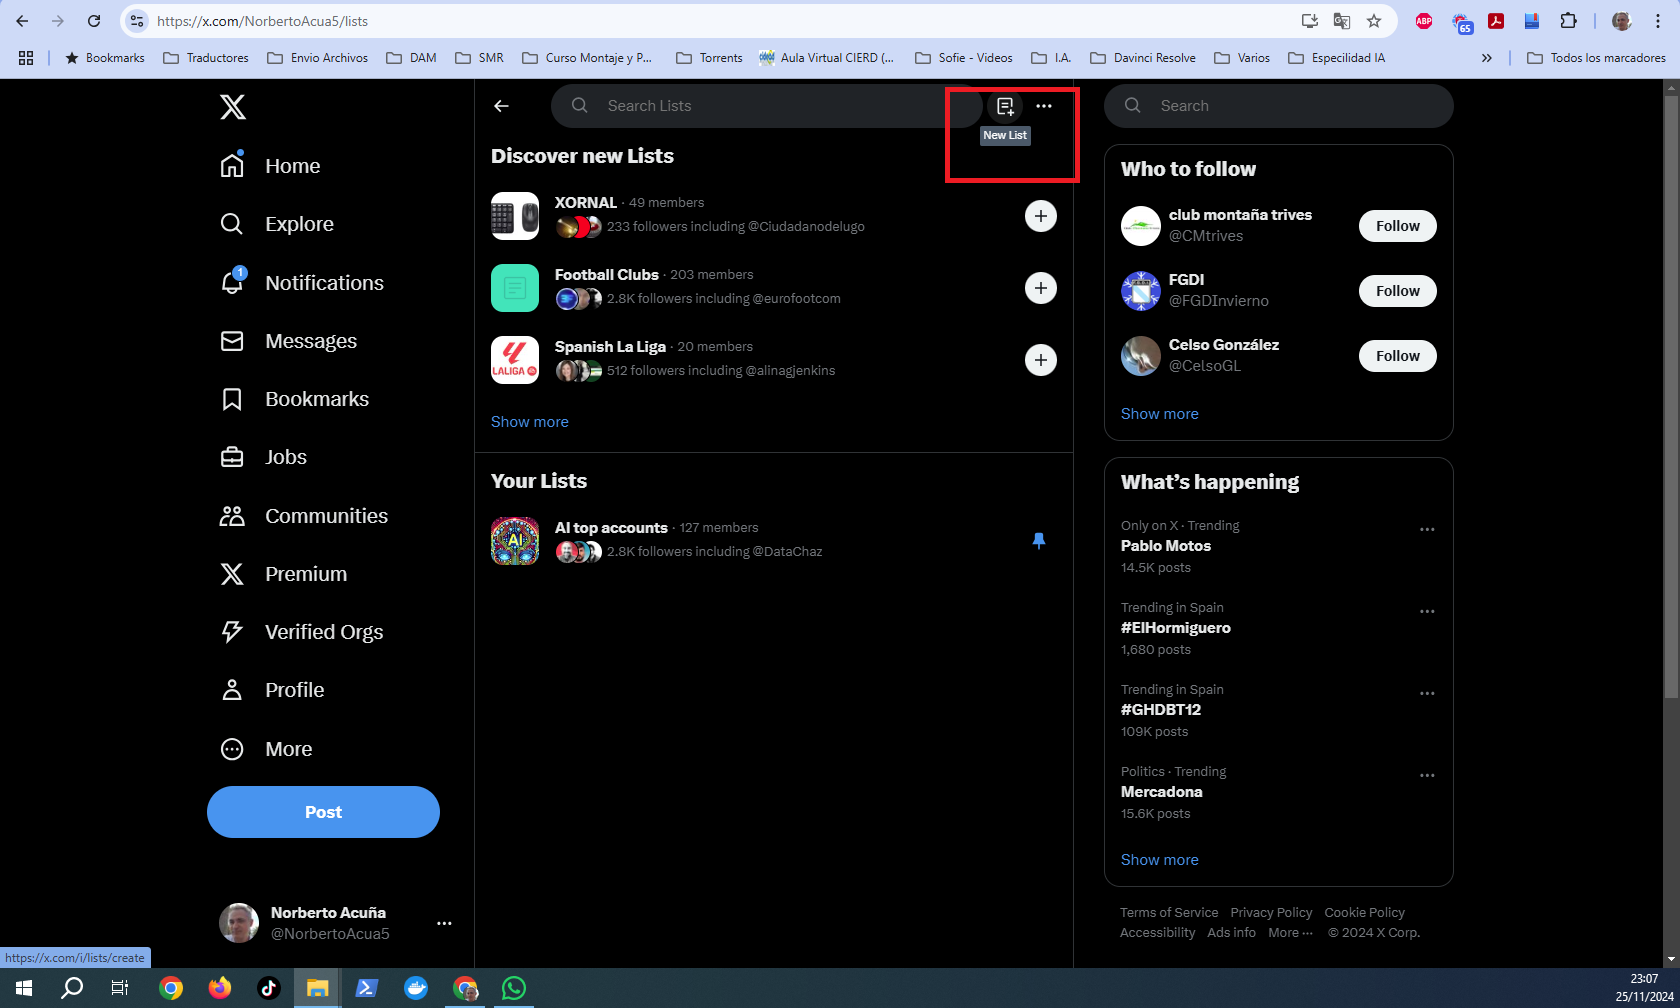 https://x.com/NorbertoAcua5/lists
ABP
65
Bookmarks
Traductores
Envio Archivos
DAM
SMR
Curso Montaje y P...
Torrents
Aula Virtual CIERD (...
Sofie - Videos
I.A.
Davinci Resolve
Varios
Especilidad IA
»
Todos los marcadores
Home
Explore
1
Notifications
Messages
Bookmarks
Jobs
Communities
Premium
Verified Orgs
Profile
More
Post
Norberto Acuña
@NorbertoAcua5
https://x.com/i/lists/create
Search Lists
New List
Discover new Lists
XORNAL · 49 members
233 followers including @Ciudadanodelugo
Football Clubs · 203 members
2.8K followers including @eurofootcom
LALIGA
Spanish La Liga · 20 members
512 followers including @alinagjenkins
Show more
Your Lists
AI
AI top accounts · 127 members
2.8K followers including @DataChaz
Search
Who to follow
club montaña trives
@CMtrives
Follow
FGDI
@FGDInvierno
Follow
Celso González
@CelsoGL
Follow
Show more
What's happening
Only on X · Trending
Pablo Motos
14.5K posts
Trending in Spain
#ElHormiguero
1,680 posts
Trending in Spain
#GHDBT12
109K posts
Politics · Trending
Mercadona
15.6K posts
Show more
Terms of Service Privacy Policy Cookie Policy
Accessibility Ads info More ··· © 2024 X Corp.
23:07
25/11/2024